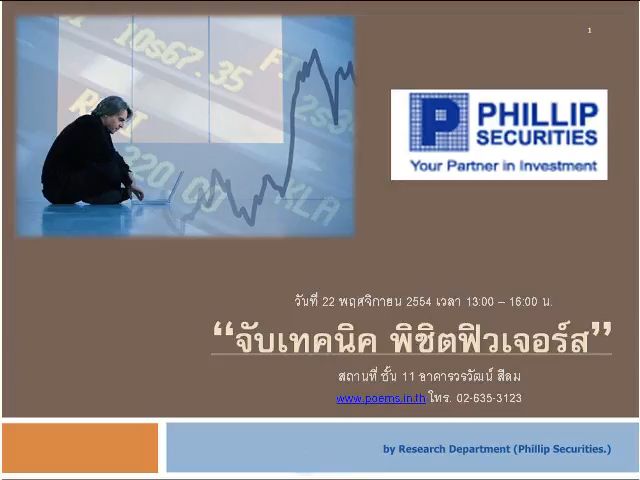 1
10s67.35
PHILLIP
SECURITIES
Your Partner in Investment
KLA
วันที่ 22 พฤศจิกายน 2554 เวลา 13:00 – 16:00 น.
“จับเทคนิค พิชิตฟิวเจอร์ส”
สถานที่ ชั้น 11 อาคารวรวัฒน์ สีลม
www.poems.in.th โทร. 02-635-3123
by Research Department (Phillip Securities.)